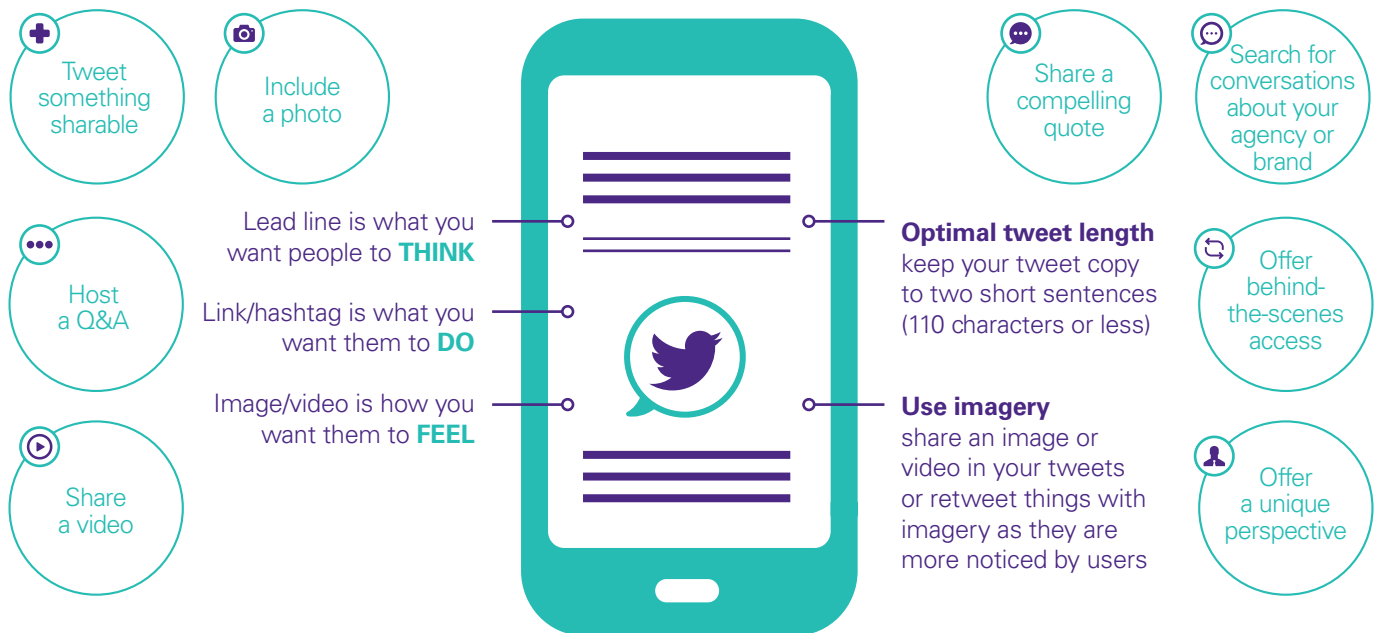 Tweet
something
sharable
Include
a photo
Share a
compelling
quote
Search for
conversations
about your
agency or
brand
Host
a Q&A
Share
a video
Lead line is what you
want people to THINK
Link/hashtag is what you
want them to DO
Image/video is how you
want them to FEEL
Optimal tweet length
keep your tweet copy
to two short sentences
(110 characters or less)
Use imagery
share an image or
video in your tweets
or retweet things with
imagery as they are
more noticed by users
Offer
behind-
the-scenes
access
Offer
a unique
perspective